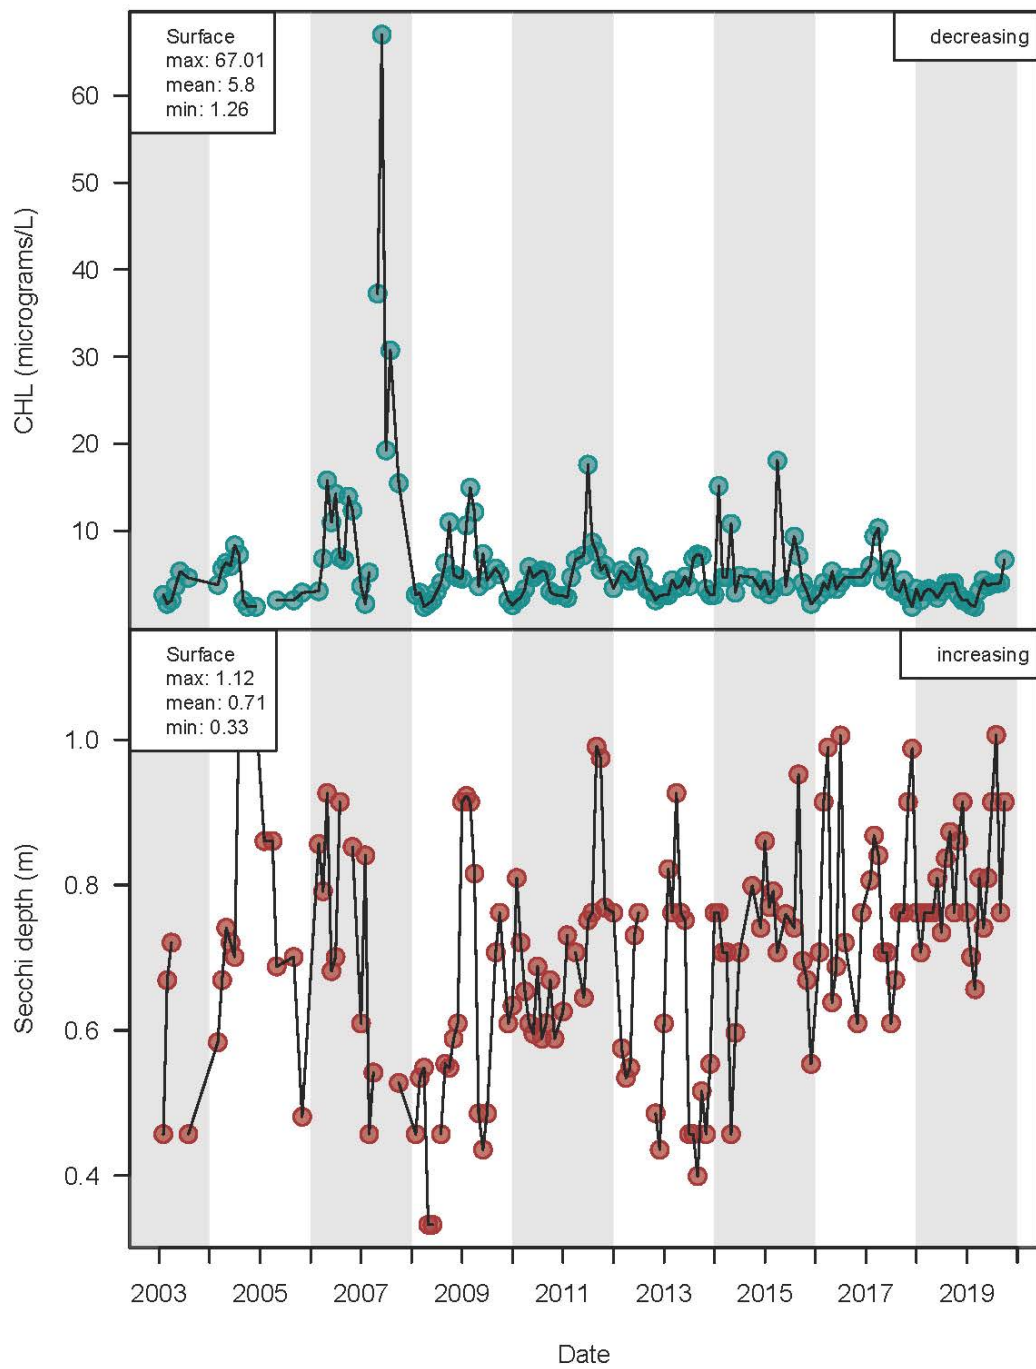 Surface
max: 67.01
mean: 5.8
min: 1.26
decreasing
CHL (micrograms/L)
60
50
40
30
20
10
Surface
max: 1.12
mean: 0.71
min: 0.33
increasing
Secchi depth (m)
1.0
0.8
0.6
0.4
2003 2005 2007 2009 2011 2013 2015 2017 2019
Date